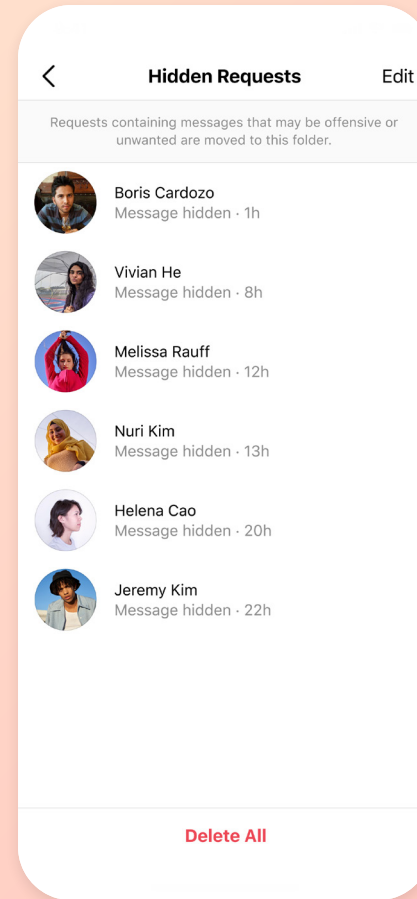 Hidden Requests
Edit
Requests containing messages that may be offensive or
unwanted are moved to this folder.
Boris Cardozo
Message hidden · 1h
Vivian He
Message hidden · 8h
Melissa Rauff
Message hidden · 12h
Nuri Kim
Message hidden · 13h
Helena Cao
Message hidden · 20h
Jeremy Kim
Message hidden · 22h
Delete All